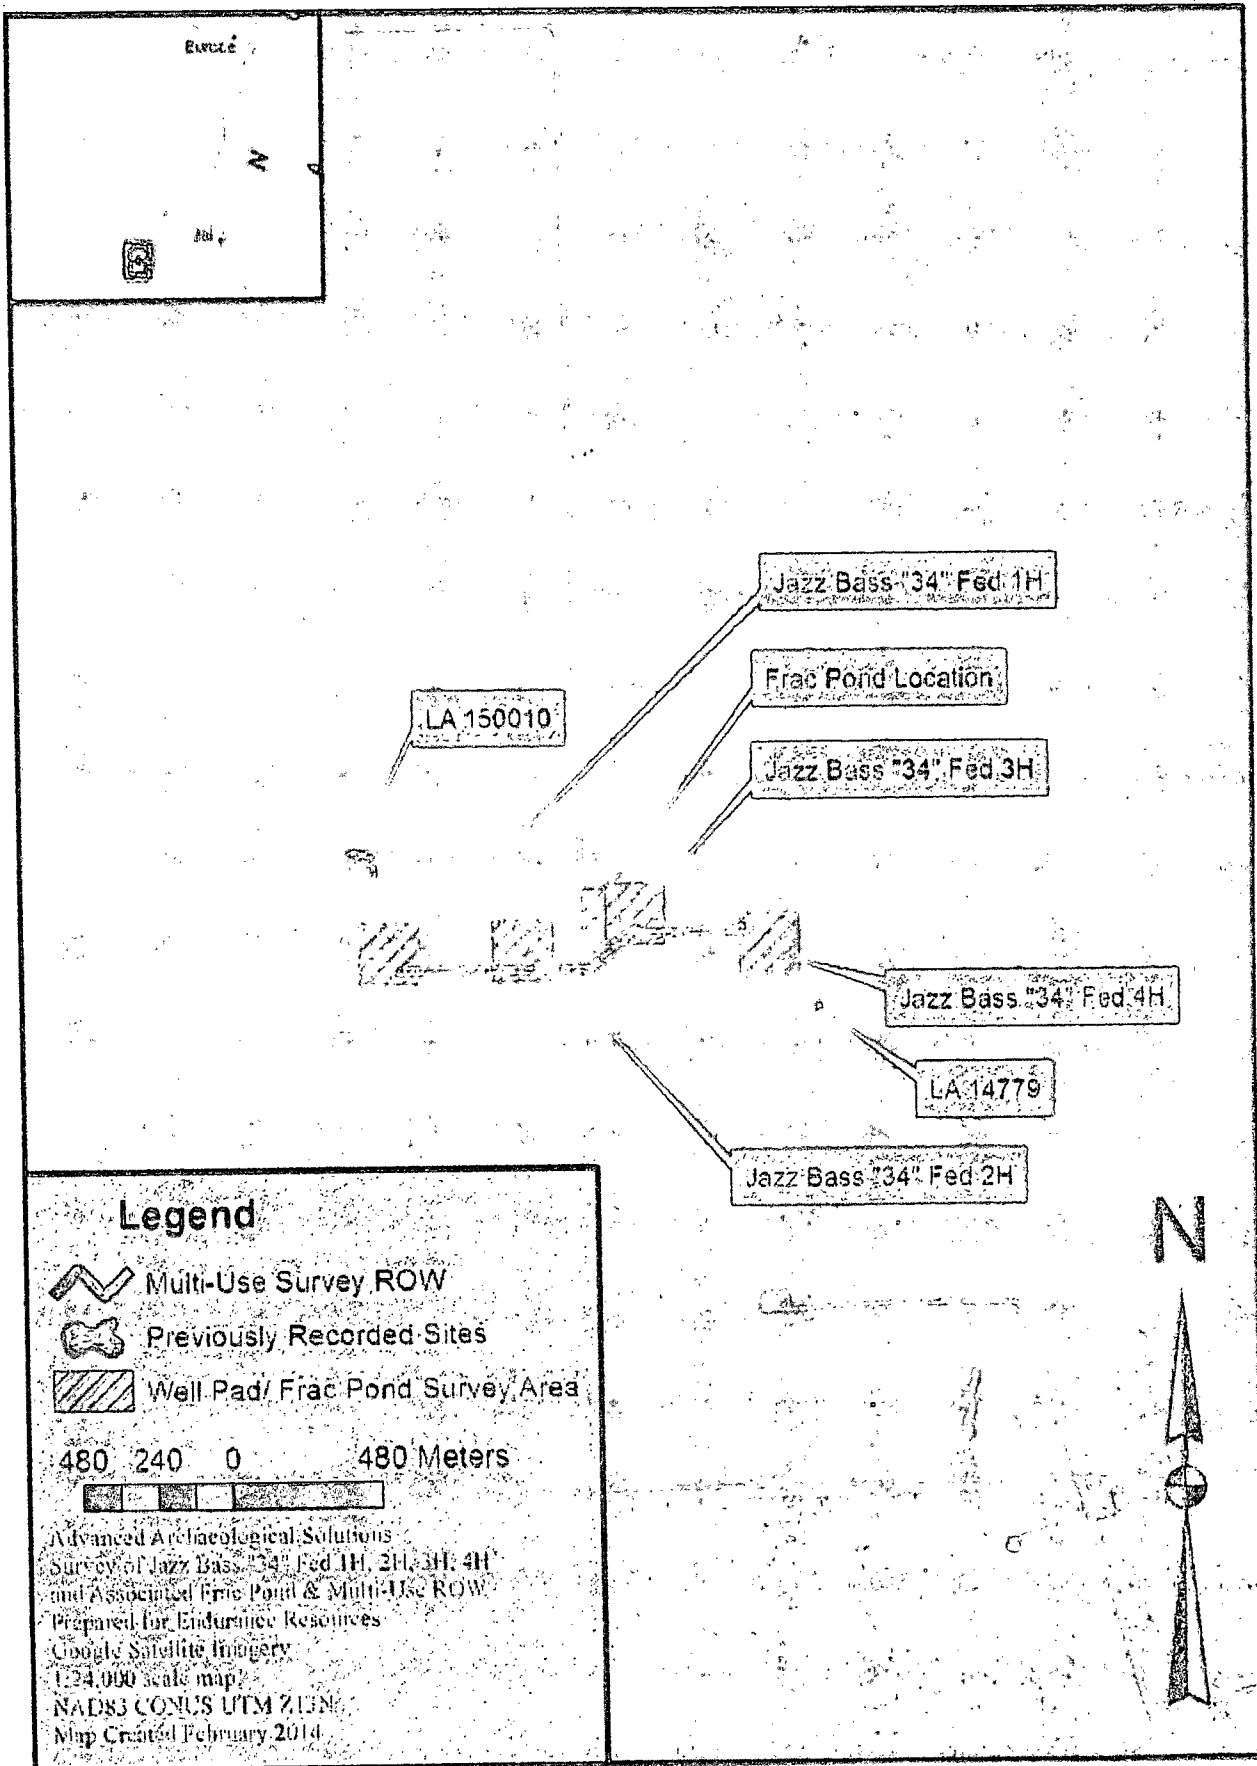 Eunice
N
Jal
Jazz Bass "34" Fed 1H
Frac Pond Location
LA 150010
Jazz Bass "34" Fed 3H
Jazz Bass "34" Fed 4H
LA 14779
Jazz Bass "34" Fed 2H
N
Legend
Multi-Use Survey ROW
Previously Recorded Sites
Well Pad/ Frac Pond Survey Area
480 240 0 480 Meters
Advanced Archaeological Solutions
Survey of Jazz Bass "34" Fed 1H, 2H, 3H, 4H
and Associated Frac Pond & Multi-Use ROW
Prepared for Endurance Resources
Google Satellite Imagery
1:24,000 scale map
NAD83 CONUS UTM Z13N
Map Created February 2014